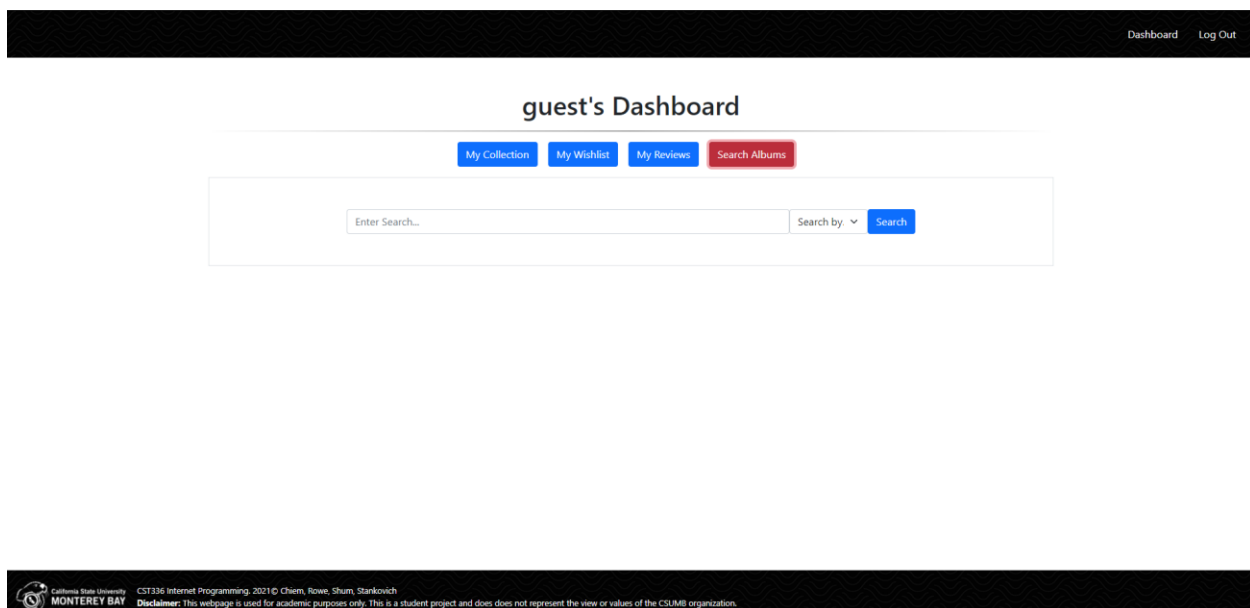 Dashboard Log Out
guest's Dashboard
My Collection My Wishlist My Reviews Search Albums
Enter Search... Search by. Search
California State University
MONTEREY BAY
CST336 Internet Programming. 2021© Chiem, Rowe, Shum, Stankovich
Disclaimer: This webpage is used for academic purposes only. This is a student project and does does not represent the view or values of the CSUMB organization.